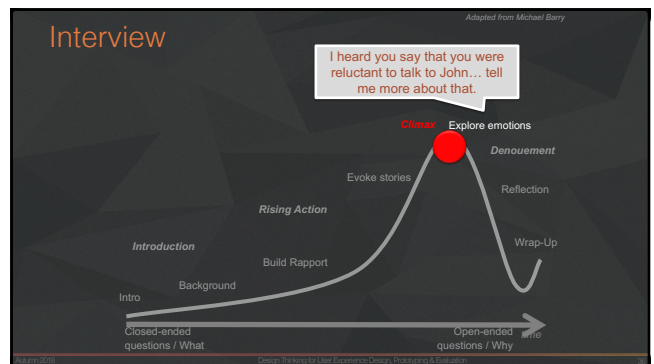 Adapted from Michael Barry
Interview
I heard you say that you were
reluctant to talk to John… tell
me more about that.
Climax
Explore emotions
Denouement
Evoke stories
Reflection
Rising Action
Introduction
Wrap-Up
Build Rapport
Background
Intro
time
Closed-ended
questions / What
Open-ended
questions / Why
Autumn 2018
Design Thinking for User Experience Design, Prototyping & Evaluation